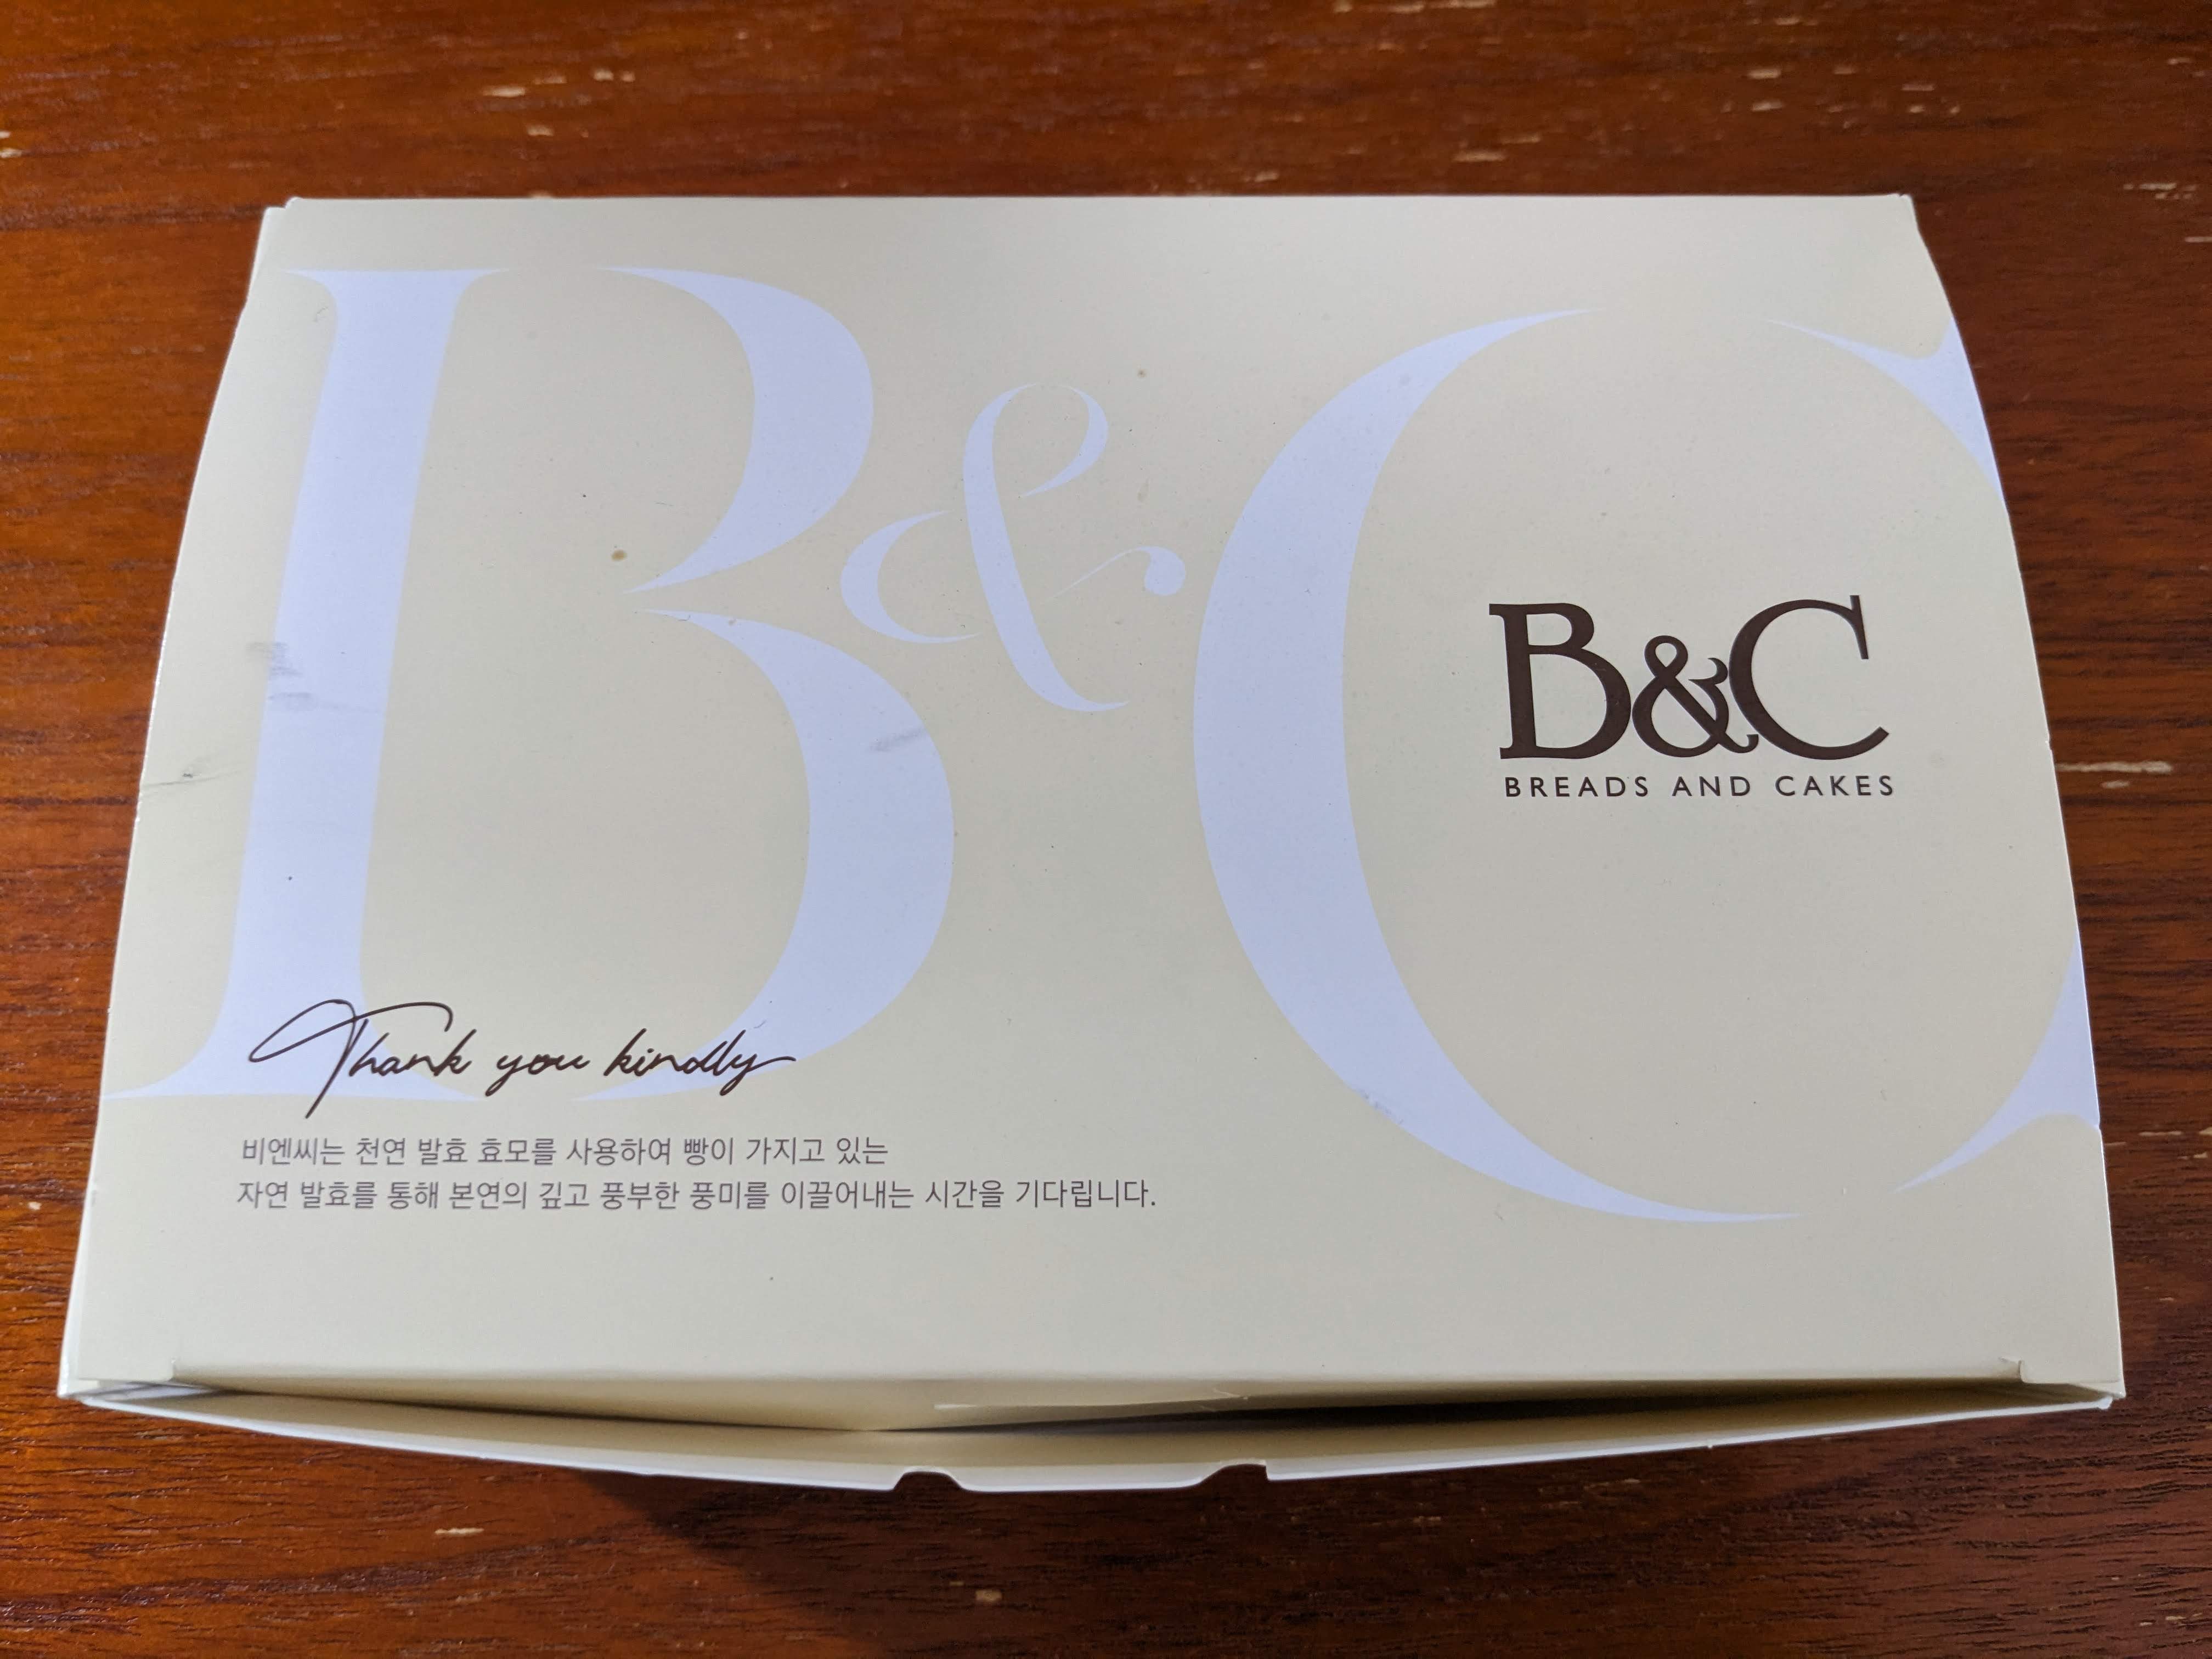 B&C
B&C
BREADS AND CAKES
Thank you kindly
비엔씨는 천연 발효 효모를 사용하여 빵이 가지고 있는
자연 발효를 통해 본연의 깊고 풍부한 풍미를 이끌어내는 시간을 기다립니다.